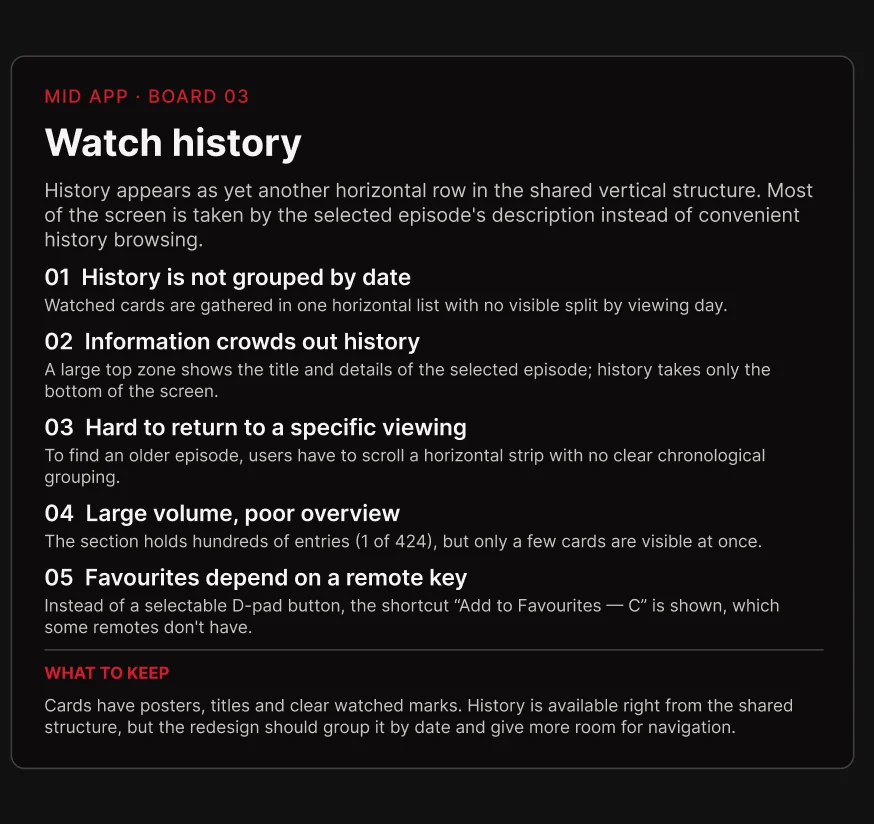 MID APP · BOARD 03
Watch history
History appears as yet another horizontal row in the shared vertical structure. Most
of the screen is taken by the selected episode's description instead of convenient
history browsing.
01 History is not grouped by date
Watched cards are gathered in one horizontal list with no visible split by viewing day.
02 Information crowds out history
A large top zone shows the title and details of the selected episode; history takes only the
bottom of the screen.
03 Hard to return to a specific viewing
To find an older episode, users have to scroll a horizontal strip with no clear chronological
grouping.
04 Large volume, poor overview
The section holds hundreds of entries (1 of 424), but only a few cards are visible at once.
05 Favourites depend on a remote key
Instead of a selectable D-pad button, the shortcut “Add to Favourites — C” is shown, which
some remotes don't have.
WHAT TO KEEP
Cards have posters, titles and clear watched marks. History is available right from the shared
structure, but the redesign should group it by date and give more room for navigation.